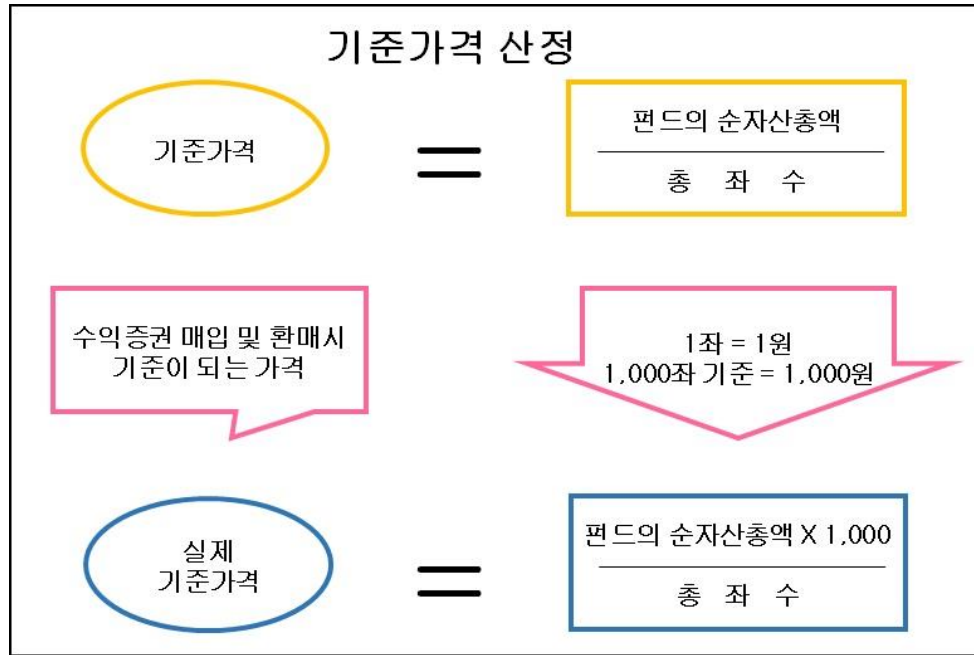 기준가격 산정
기준가격
=
펀드의 순자산총액
총 좌 수
수익증권 매입 및 환매시
기준이 되는 가격
1좌 = 1원
1,000좌 기준 = 1,000원
실제
기준가격
=
펀드의 순자산총액 X 1,000
총 좌 수